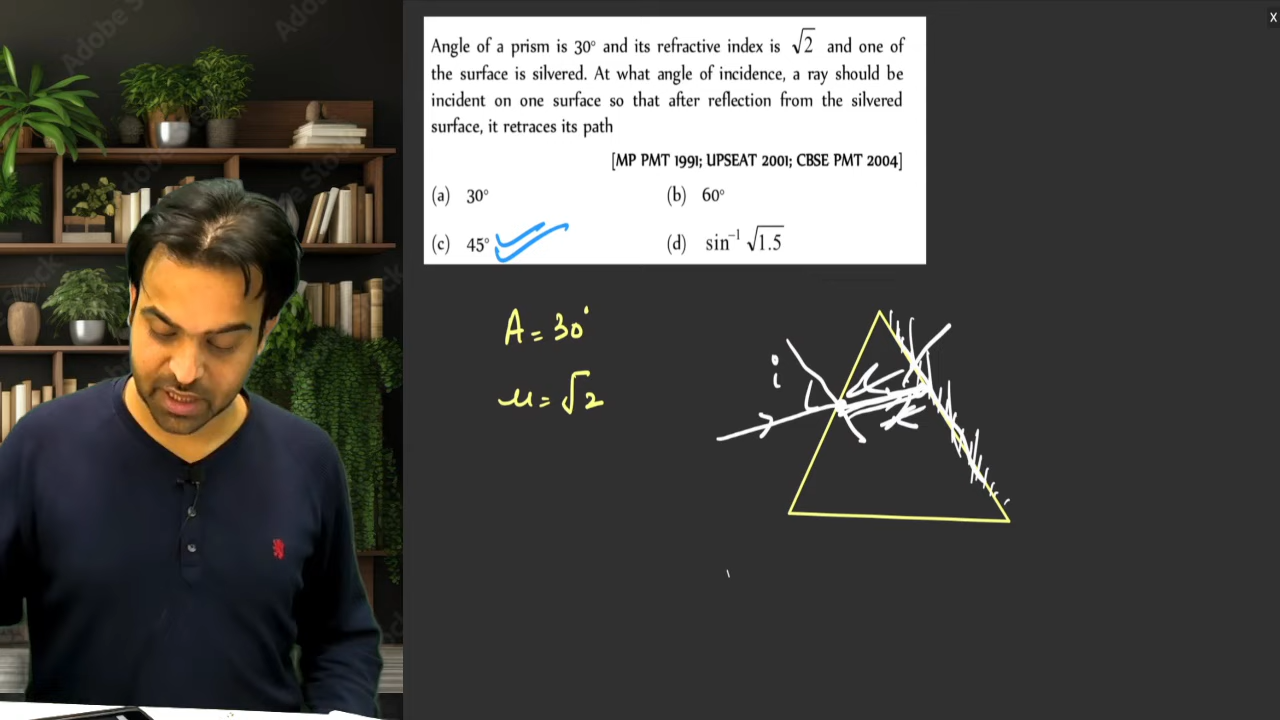 Angle of a prism is 30° and its refractive index is √2 and one of
the surface is silvered. At what angle of incidence, a ray should be
incident on one surface so that after reflection from the silvered
surface, it retraces its path
[MP PMT 1991; UPSEAT 2001; CBSE PMT 2004]
(a) 30° (b) 60°
(c) 45° (d) sin⁻¹ √1.5
A = 30°
μ = √2
i
X
Adobe Stock